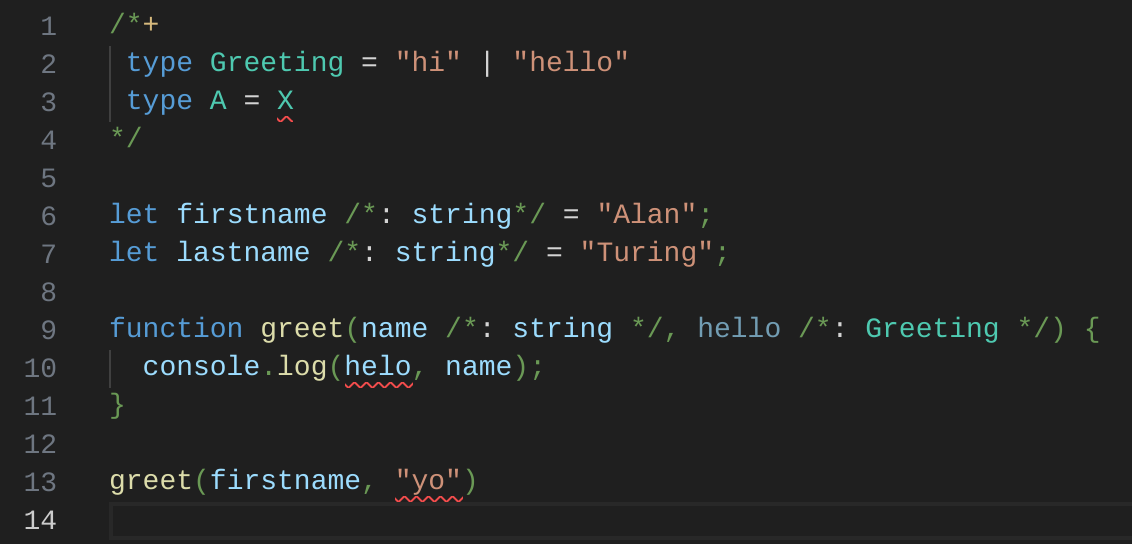 1 /*+
2 type Greeting = "hi" | "hello"
3 type A = X
4 */
5
6 let firstname /*: string*/ = "Alan";
7 let lastname /*: string*/ = "Turing";
8
9 function greet(name /*: string */, hello /*: Greeting */) {
10 console.log(helo, name);
11 }
12
13 greet(firstname, "yo")
14